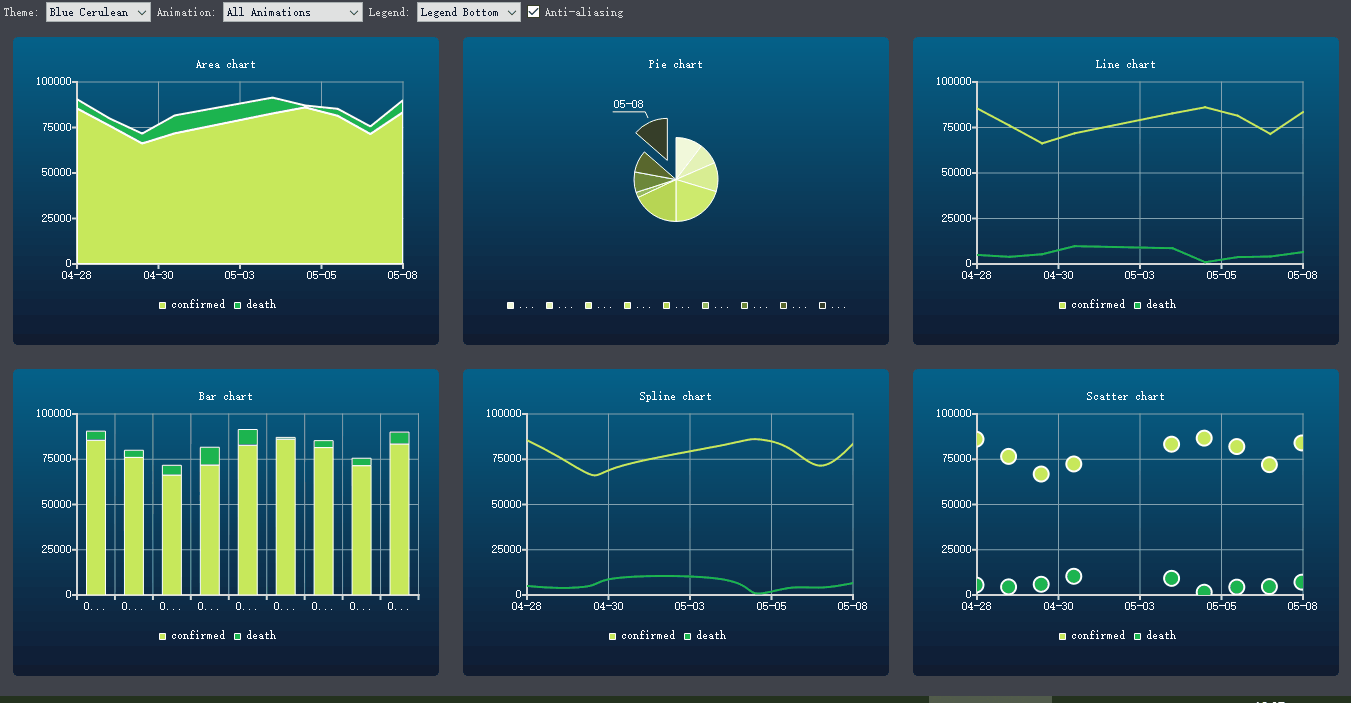 Theme: Blue Cerulean Animation: All Animations Legend: Legend Bottom Anti-aliasing
Area chart
100000
75000
50000
25000
0
04-28 04-30 05-03 05-05 05-08
confirmed death
Pie chart
05-08
... ... ... ... ... ... ... ... ...
Line chart
100000
75000
50000
25000
0
04-28 04-30 05-03 05-05 05-08
confirmed death
Bar chart
100000
75000
50000
25000
0
0... 0... 0... 0... 0... 0... 0... 0... 0...
confirmed death
Spline chart
100000
75000
50000
25000
0
04-28 04-30 05-03 05-05 05-08
confirmed death
Scatter chart
100000
75000
50000
25000
0
04-28 04-30 05-03 05-05 05-08
confirmed death